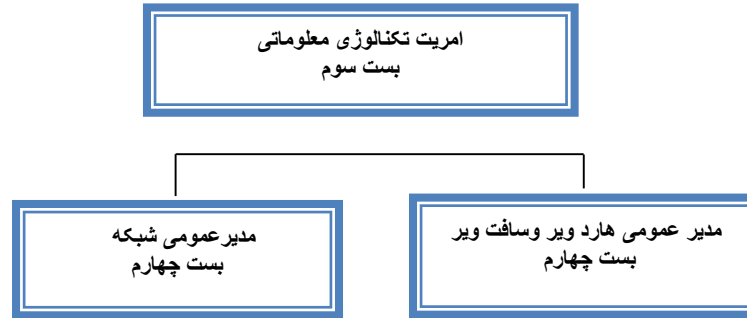 امریت تکنالوژی معلوماتی
بست سوم
مدیر عمومی هارد ویر وسافت ویر
بست چهارم
مدیرعمومی شبکه
بست چهارم